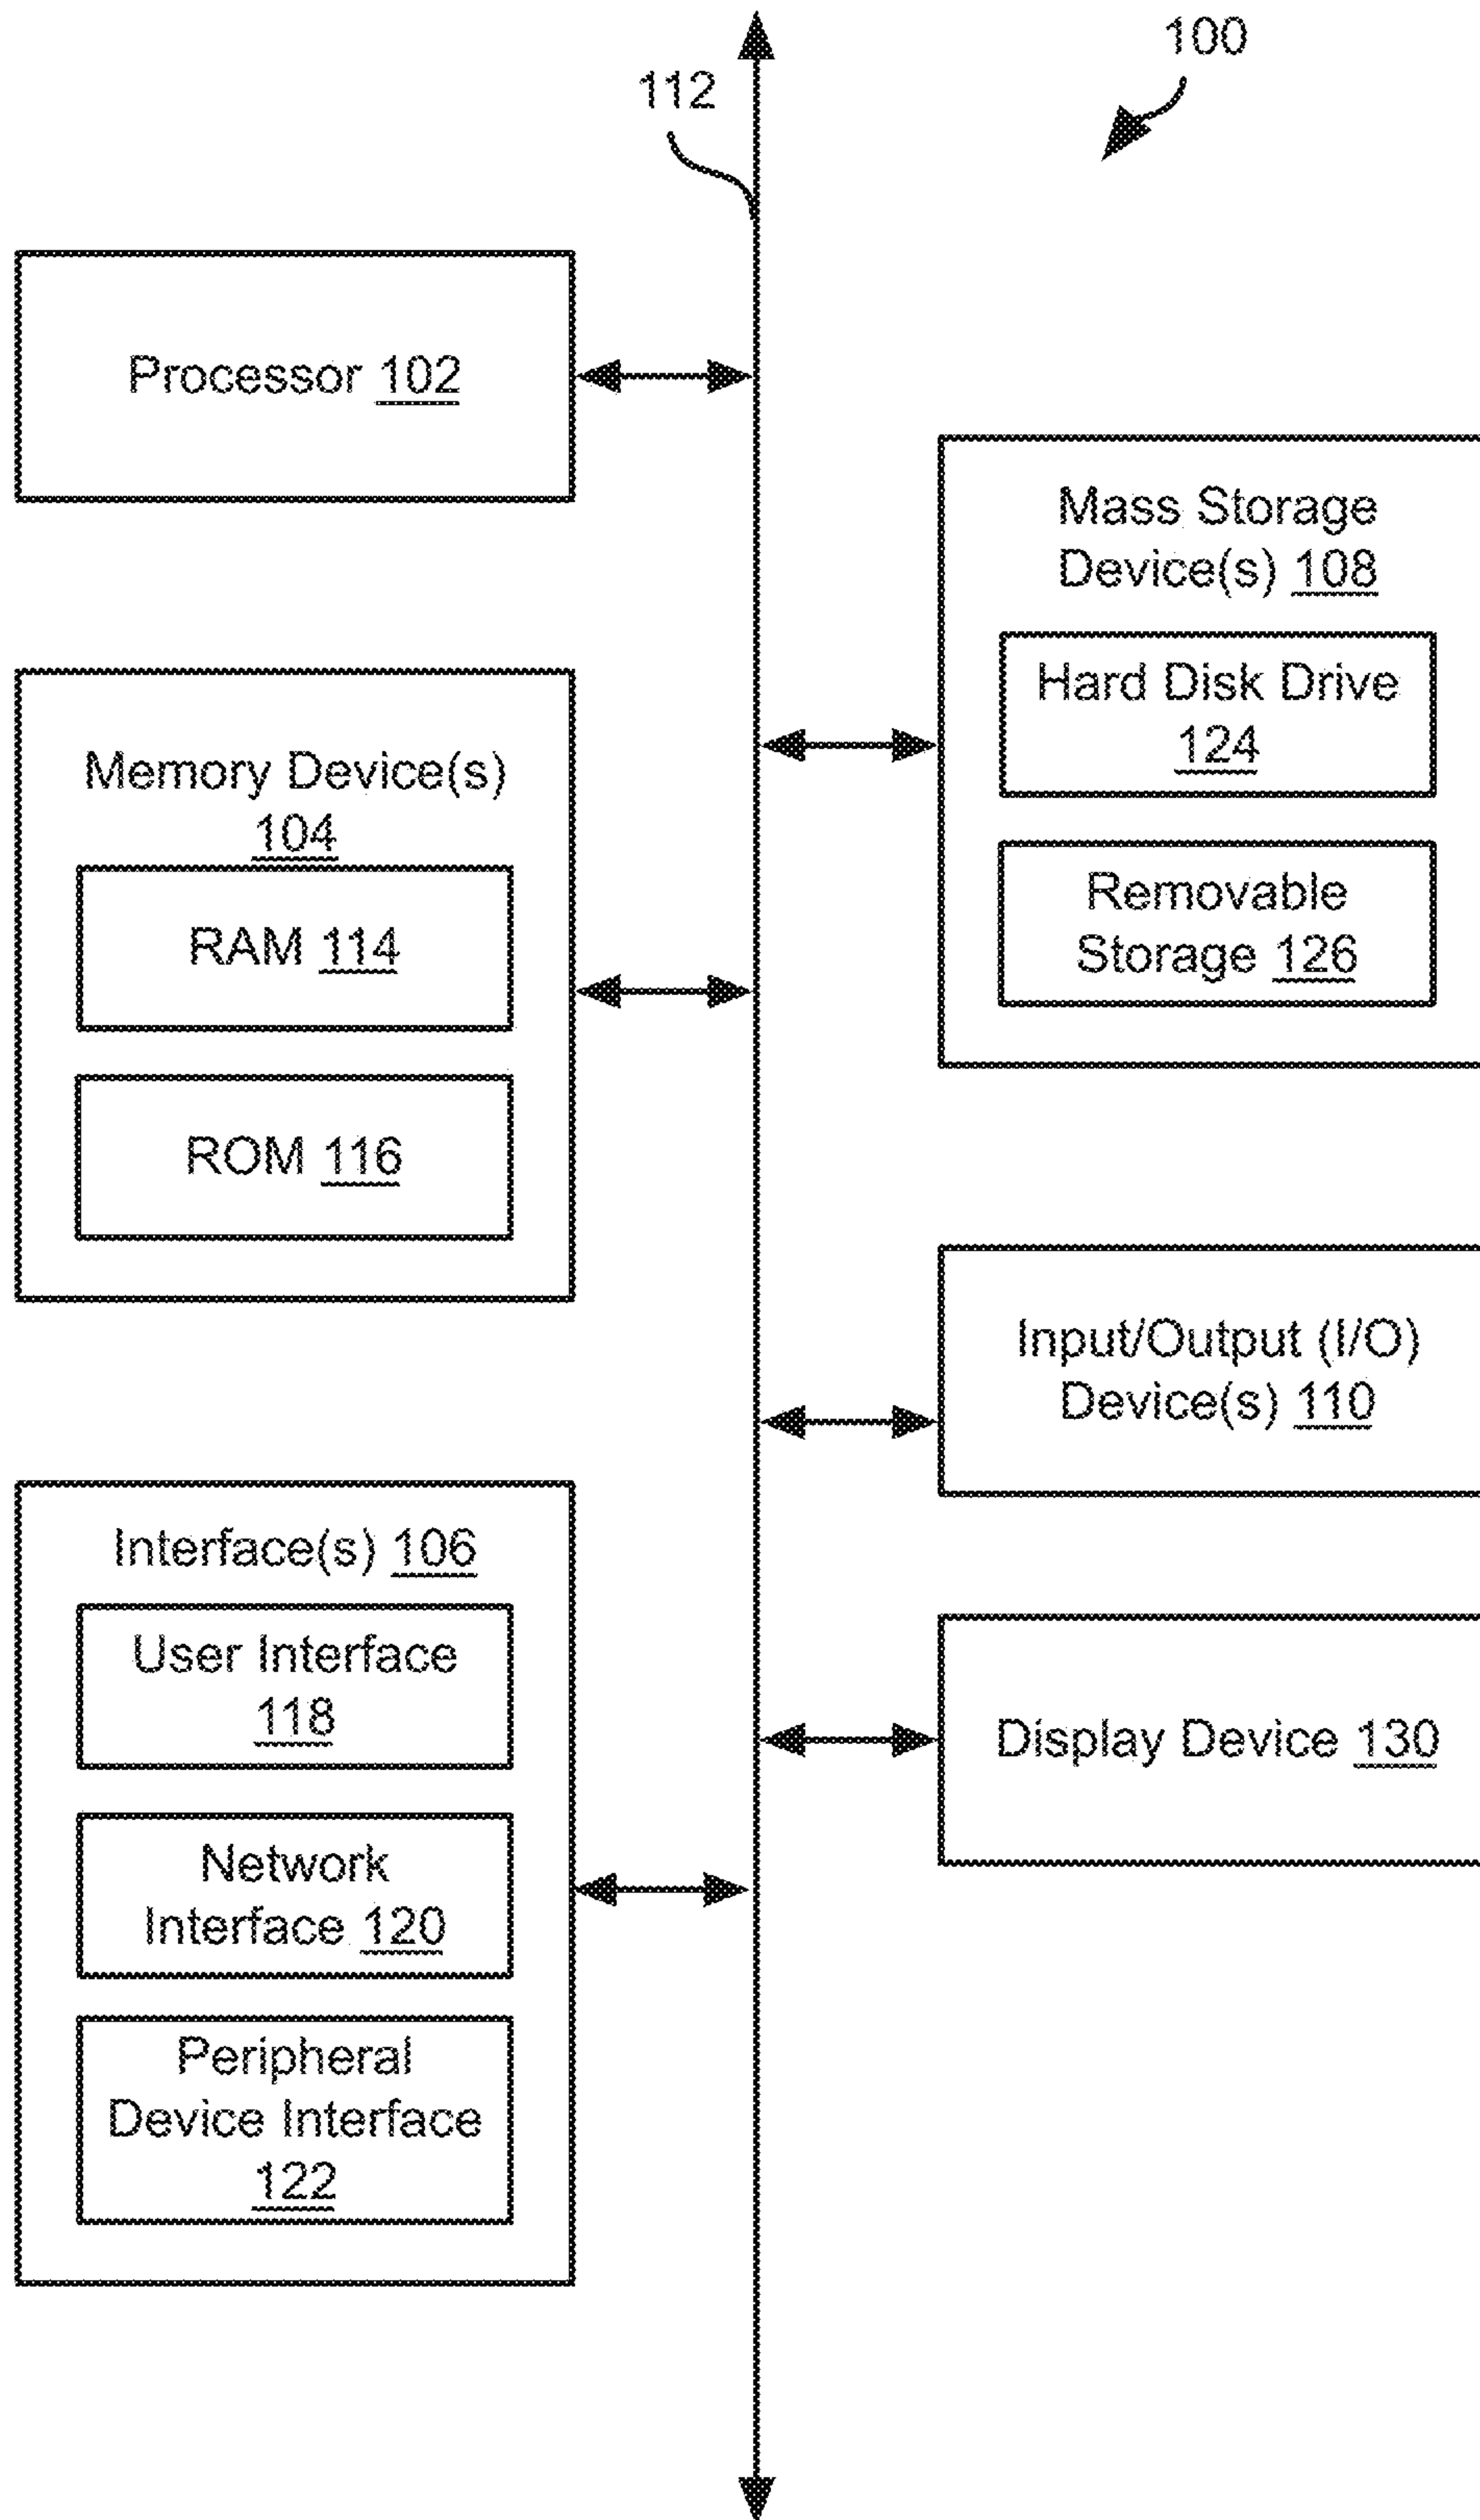 100
112
Processor 102
Mass Storage
Device(s) 108
Hard Disk Drive
124
Removable
Storage 126
Memory Device(s)
104
RAM 114
ROM 116
Input/Output (I/O)
Device(s) 110
Interface(s) 106
User Interface
118
Network
Interface 120
Peripheral
Device Interface
122
Display Device 130